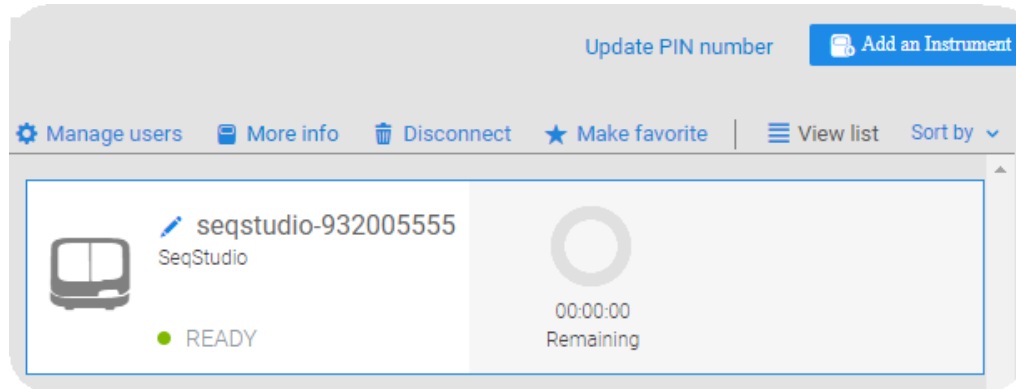 Update PIN number Add an Instrument
Manage users More info Disconnect Make favorite View list Sort by
seqstudio-932005555
SeqStudio
READY
00:00:00
Remaining